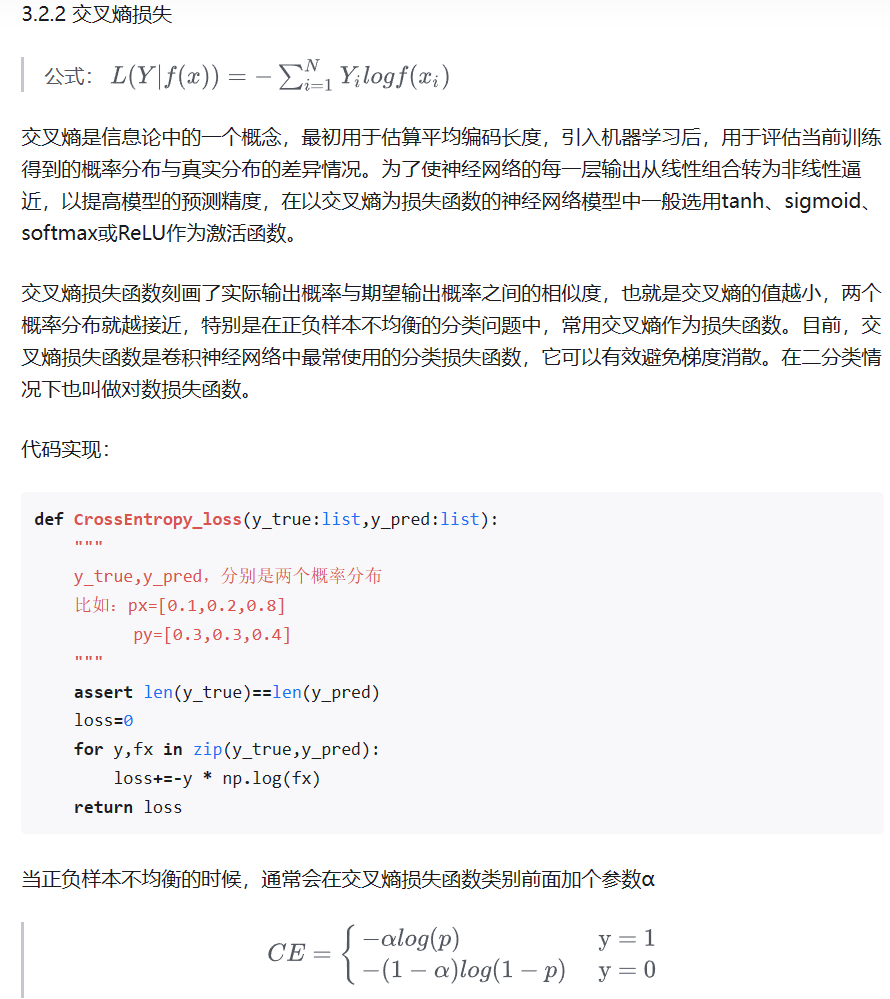 3.2.2 交叉熵损失
公式： L(Y|f(x)) = −∑_{i=1}^{N} Y_i log f(x_i)
交叉熵是信息论中的一个概念，最初用于估算平均编码长度，引入机器学习后，用于评估当前训练
得到的概率分布与真实分布的差异情况。为了使神经网络的每一层输出从线性组合转为非线性逼
近，以提高模型的预测精度，在以交叉熵为损失函数的神经网络模型中一般选用tanh、sigmoid、
softmax或ReLU作为激活函数。
交叉熵损失函数刻画了实际输出概率与期望输出概率之间的相似度，也就是交叉熵的值越小，两个
概率分布就越接近，特别是在正负样本不均衡的分类问题中，常用交叉熵作为损失函数。目前，交
叉熵损失函数是卷积神经网络中最常使用的分类损失函数，它可以有效避免梯度消散。在二分类情
况下也叫做对数损失函数。
代码实现：
def CrossEntropy_loss(y_true:list,y_pred:list):
    """
    y_true,y_pred，分别是两个概率分布
    比如：px=[0.1,0.2,0.8]
          py=[0.3,0.3,0.4]
    """
    assert len(y_true)==len(y_pred)
    loss=0
    for y,fx in zip(y_true,y_pred):
        loss+=-y * np.log(fx)
    return loss
当正负样本不均衡的时候，通常会在交叉熵损失函数类别前面加个参数α
CE = { −αlog(p) y = 1
−(1 − α)log(1 − p) y = 0